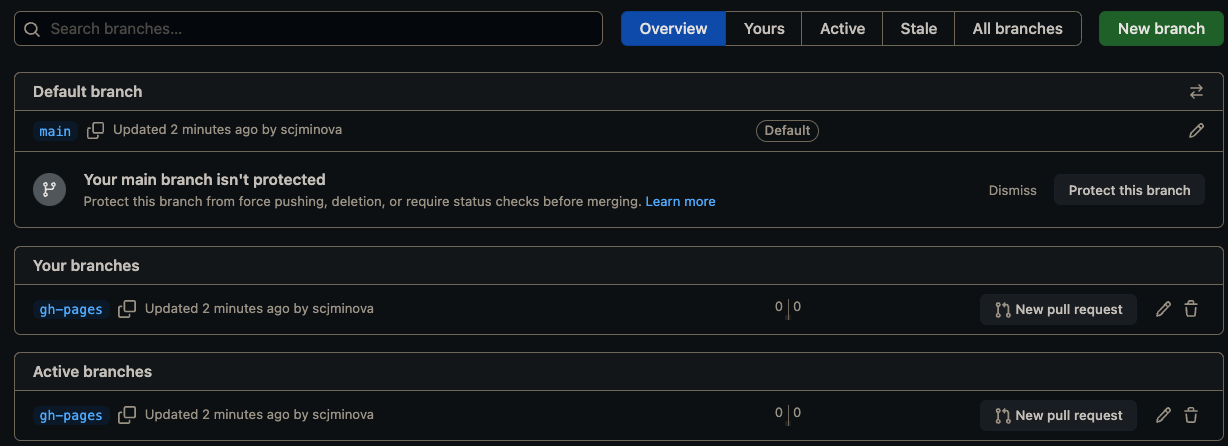 Search branches...
Overview
Yours
Active
Stale
All branches
New branch
Default branch
main
Updated 2 minutes ago by scjminova
Default
Your main branch isn't protected
Protect this branch from force pushing, deletion, or require status checks before merging. Learn more
Dismiss
Protect this branch
Your branches
gh-pages
Updated 2 minutes ago by scjminova
0 | 0
New pull request
Active branches
gh-pages
Updated 2 minutes ago by scjminova
0 | 0
New pull request